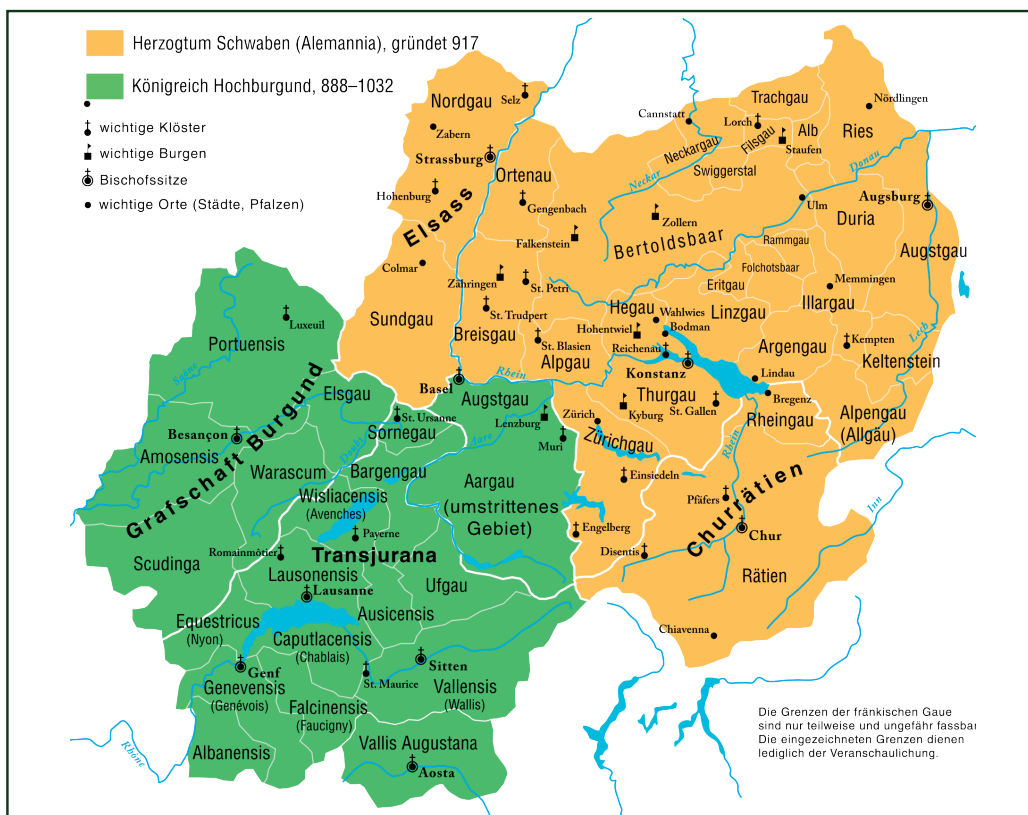 Herzogtum Schwaben (Alemannia), gründet 917
Königreich Hochburgund, 888–1032
wichtige Klöster
wichtige Burgen
Bischofssitze
wichtige Orte (Städte, Pfalzen)
Nordgau
Selz
Zabern
Strassburg
Hohenburg
Elsass
Colmar
Sundgau
Ortenau
Gengenbach
Falkenstein
Zähringen
St. Petri
St. Trudpert
Breisgau
St. Blasien
Alpgau
Basel
Rhein
Cannstatt
Neckar
Neckargau
Trachgau
Lorch
Filsgau
Alb
Staufen
Swiggerstal
Nördlingen
Ries
Donau
Zollern
Bertoldsbaar
Ulm
Augsburg
Duria
Augstgau
Rammgau
Folchotsbaar
Eritgau
Memmingen
Illargau
Hegau
Wahlwies
Linzgau
Hohentwiel
Bodman
Reichenau
Konstanz
Argengau
Kempten
Keltenstein
Lech
Lindau
Bregenz
Thurgau
Kyburg
St. Gallen
Rheingau
Alpengau
(Allgäu)
Zürich
Zürichgau
Rhein
Einsiedeln
Pfäfers
Churrätien
Chur
Engelberg
Disentis
Rätien
Inn
Chiavenna
Luxeuil
Portuensis
Saône
Grafschaft Burgund
Elsgau
Augstgau
St. Ursanne
Sornegau
Lenzburg
Muri
Besançon
Amosensis
Doubs
Aare
Warascum
Bargengau
Wisliacensis
(Avenches)
Aargau
(umstrittenes
Gebiet)
Payerne
Romainmôtier
Transjurana
Scudinga
Lausonensis
Lausanne
Ufgau
Ausicensis
Equestricus
(Nyon)
Caputlacensis
(Chablais)
Genf
Genevensis
(Genévois)
St. Maurice
Sitten
Vallensis
(Wallis)
Falcinensis
(Faucigny)
Albanensis
Rhône
Vallis Augustana
Aosta
Die Grenzen der fränkischen Gaue
sind nur teilweise und ungefähr fassbar
Die eingezeichneten Grenzen dienen
lediglich der Veranschaulichung.